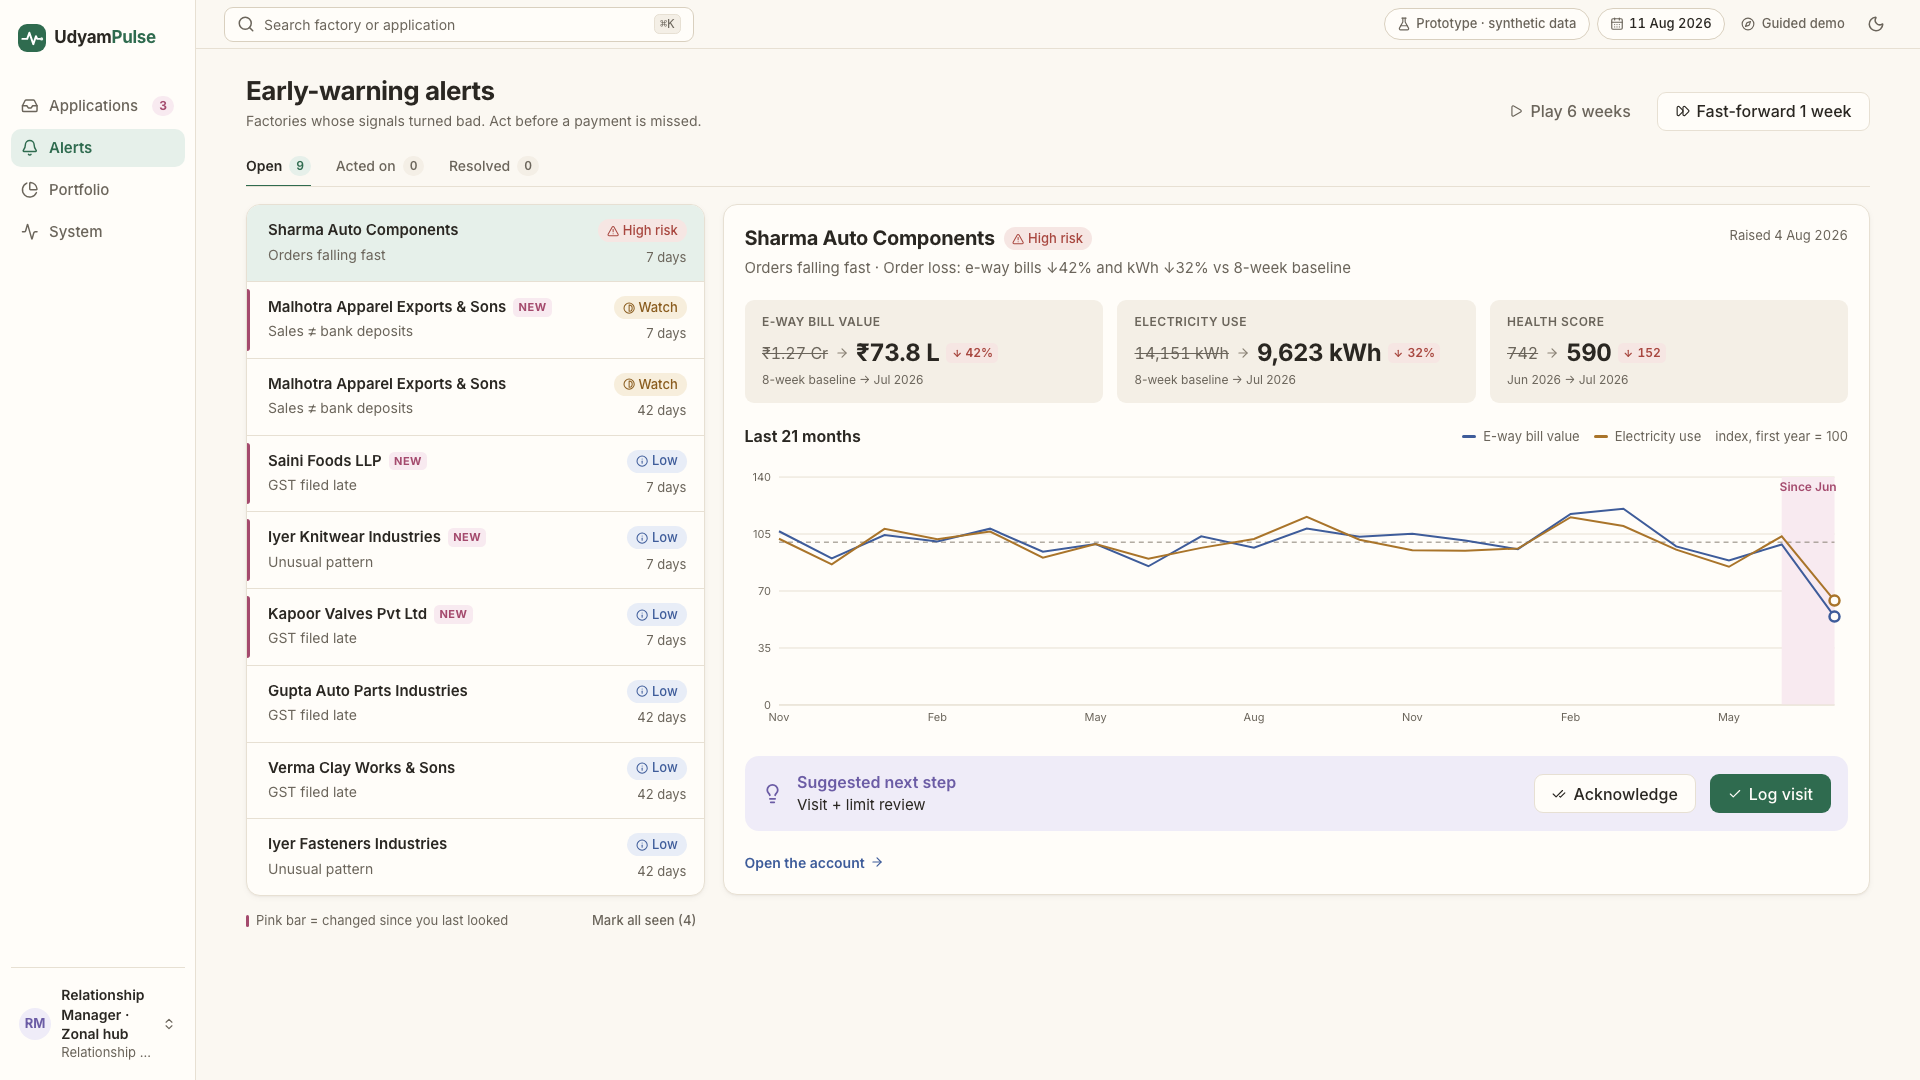 UdyamPulse
Search factory or application
⌘K
Prototype · synthetic data
11 Aug 2026
Guided demo
Applications 3
Alerts
Portfolio
System
Early-warning alerts
Factories whose signals turned bad. Act before a payment is missed.
Play 6 weeks
Fast-forward 1 week
Open 9
Acted on 0
Resolved 0
Sharma Auto Components
High risk
Orders falling fast
7 days
Malhotra Apparel Exports & Sons NEW
Watch
Sales ≠ bank deposits
7 days
Malhotra Apparel Exports & Sons
Watch
Sales ≠ bank deposits
42 days
Saini Foods LLP NEW
Low
GST filed late
7 days
Iyer Knitwear Industries NEW
Low
Unusual pattern
7 days
Kapoor Valves Pvt Ltd NEW
Low
GST filed late
7 days
Gupta Auto Parts Industries
Low
GST filed late
42 days
Verma Clay Works & Sons
Low
GST filed late
42 days
Iyer Fasteners Industries
Low
Unusual pattern
42 days
Pink bar = changed since you last looked
Mark all seen (4)
Sharma Auto Components
High risk
Raised 4 Aug 2026
Orders falling fast · Order loss: e-way bills ↓42% and kWh ↓32% vs 8-week baseline
E-WAY BILL VALUE
₹1.27 Cr → ₹73.8 L ↓ 42%
8-week baseline → Jul 2026
ELECTRICITY USE
14,151 kWh → 9,623 kWh ↓ 32%
8-week baseline → Jul 2026
HEALTH SCORE
742 → 590 ↓ 152
Jun 2026 → Jul 2026
Last 21 months
E-way bill value
Electricity use
index, first year = 100
140
Since Jun
105
70
35
0
Nov Feb May Aug Nov Feb May
Suggested next step
Visit + limit review
Acknowledge
Log visit
Open the account →
RM
Relationship
Manager ·
Zonal hub
Relationship ...